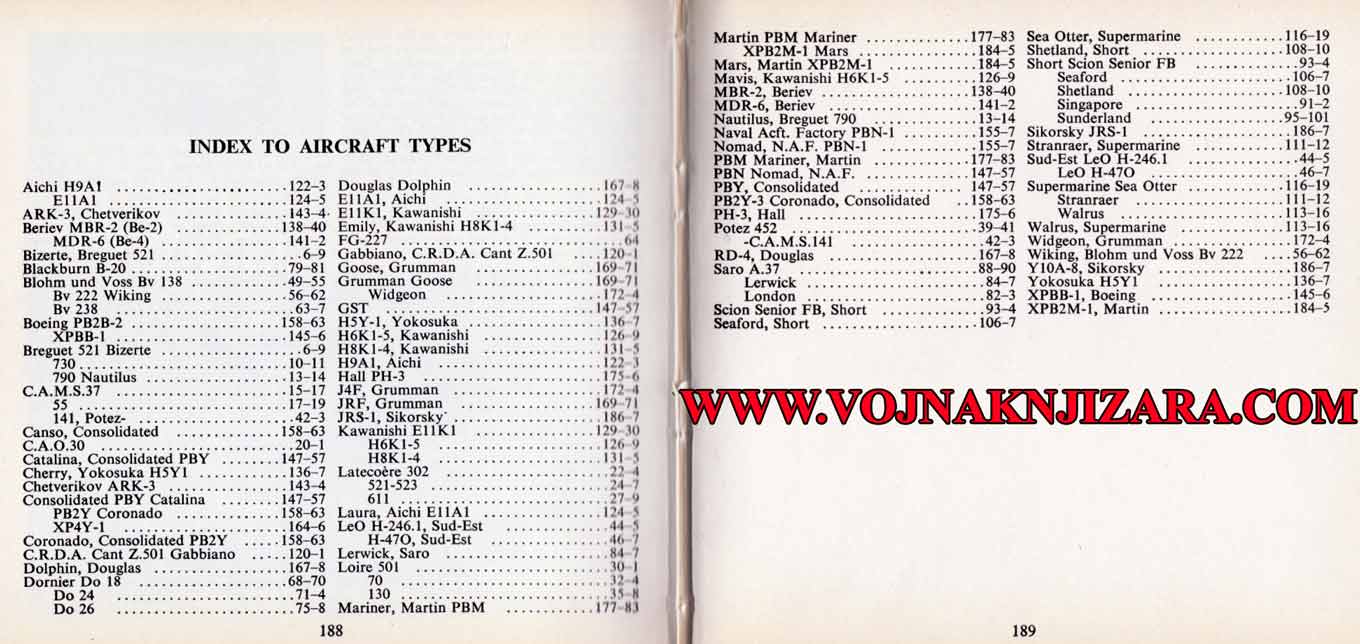 INDEX TO AIRCRAFT TYPES
Aichi H9A1 ......................122-3
E11A1 ......................124-5
ARK-3, Chetverikov ..............143-4
Beriev MBR-2 (Be-2) ..............138-40
MDR-6 (Be-4) ..................141-2
Bizerte, Breguet 521 ..................6-9
Blackburn B-20 ....................79-81
Blohm und Voss Bv 138 .............49-55
Bv 222 Wiking .................56-62
Bv 238 ......................63-7
Boeing PB2B-2 ....................158-63
XPBB-1 ......................145-6
Breguet 521 Bizerte ..................6-9
730 ...........................10-11
790 Nautilus ..................13-14
C.A.M.S.37 ......................15-17
55 ...........................17-19
141, Potez- ....................42-3
Canso, Consolidated ..............158-63
C.A.O.30 ........................20-1
Catalina, Consolidated PBY ........147-57
Cherry, Yokosuka H5Y1 ............136-7
Chetverikov ARK-3 ................143-4
Consolidated PBY Catalina ........147-57
PB2Y Coronado ..............158-63
XP4Y-1 ......................164-6
Coronado, Consolidated PB2Y .....158-63
C.R.D.A. Cant Z.501 Gabbiano .....120-1
Dolphin, Douglas ..................167-8
Dornier Do 18 ....................68-70
Do 24 ......................71-4
Do 26 ......................75-8
188
Douglas Dolphin ................167-8
E11A1, Aichi ....................124-5
E11K1, Kawanishi ................129-30
Emily, Kawanishi H8K1-4 ..........131-5
FG-227 ............................64
Gabbiano, C.R.D.A. Cant Z.501 ....120-1
Goose, Grumman ................169-71
Grumman Goose ................169-71
Widgeon ....................172-4
GST ............................147-57
H5Y-1, Yokosuka ................136-7
H6K1-5, Kawanishi ..............126-9
H8K1-4, Kawanishi ..............131-5
H9A1, Aichi ....................122-3
Hall PH-3 ......................175-6
J4F, Grumman ..................172-4
JRF, Grumman ..................169-71
JRS-1, Sikorsky ..................186-7
Kawanishi E11K1 ................129-30
H6K1-5 ....................126-9
H8K1-4 ....................131-5
Latecoère 302 ....................22-4
521-523 ......................24-7
611 ..........................27-9
Laura, Aichi E11A1 ..............124-5
LeO H-246.1, Sud-Est ............44-5
H-47O, Sud-Est ................46-7
Lerwick, Saro ....................84-7
Loire 501 ........................30-1
70 ..........................32-4
130 ..........................35-8
Mariner, Martin PBM ............177-83
Martin PBM Mariner ..............177-83
XPB2M-1 Mars ................184-5
Mars, Martin XPB2M-1 ............184-5
Mavis, Kawanishi H6K1-5 ..........126-9
MBR-2, Beriev ....................138-40
MDR-6, Beriev ....................141-2
Nautilus, Breguet 790 ..............13-14
Naval Acft. Factory PBN-1 ..........155-7
Nomad, N.A.F. PBN-1 ..............155-7
PBM Mariner, Martin ..............177-83
PBN Nomad, N.A.F. ..............147-57
PBY, Consolidated ................147-57
PB2Y-3 Coronado, Consolidated ..158-63
PH-3, Hall ........................175-6
Potez 452 ........................39-41
-C.A.M.S.141 ..................42-3
RD-4, Douglas ....................167-8
Saro A.37 ........................88-90
Lerwick ......................84-7
London ......................82-3
Scion Senior FB, Short ..............93-4
Seaford, Short ....................106-7
Sea Otter, Supermarine ............116-19
Shetland, Short ..................108-10
Short Scion Senior FB ............93-4
Seaford ......................106-7
Shetland ....................108-10
Singapore ....................91-2
Sunderland ..................95-101
Sikorsky JRS-1 ..................186-7
Stranraer, Supermarine ............111-12
Sud-Est LeO H-246.1 ..............44-5
LeO H-47O ..................46-7
Supermarine Sea Otter ............116-19
Stranraer ....................111-12
Walrus ......................113-16
Walrus, Supermarine ..............113-16
Widgeon, Grumman ................172-4
Wiking, Blohm und Voss Bv 222 ....56-62
Y10A-8, Sikorsky ..................186-7
Yokosuka H5Y1 ..................136-7
XPBB-1, Boeing ..................145-6
XPB2M-1, Martin ................184-5
WWW.VOJNAKNJIZARA.COM
189